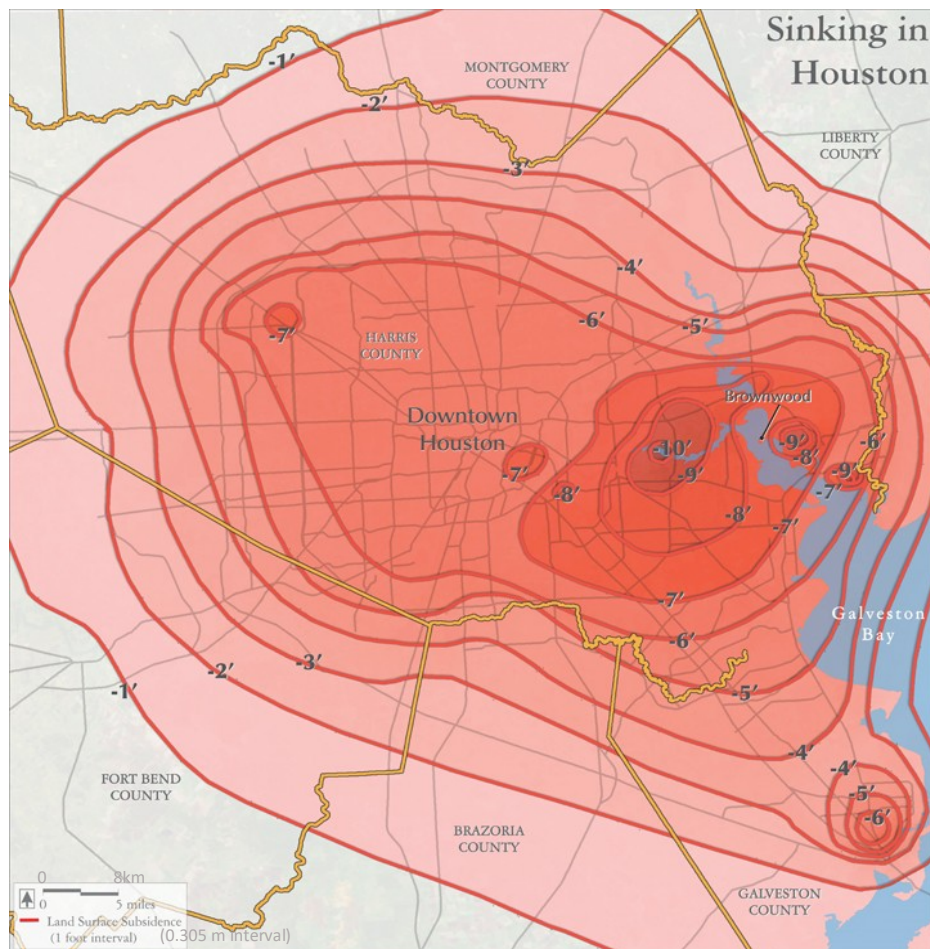 Sinking in
Houston
-1'
MONTGOMERY
COUNTY
-2'
LIBERTY
COUNTY
-3'
-4'
-6'
-5'
-7'
HARRIS
COUNTY
Brownwood
Downtown
Houston
-10'
-9'
-6'
-8'
-7'
-9'
-9'
-7'
-8'
-8'
-7'
-7'
Galveston
Bay
-6'
-3'
-2'
-1'
-5'
-4'
-4'
FORT BEND
COUNTY
-5'
-6'
BRAZORIA
COUNTY
8km
0
0
5 miles
GALVESTON
COUNTY
Land Surface Subsidence
(1 foot interval)
(0.305 m interval)